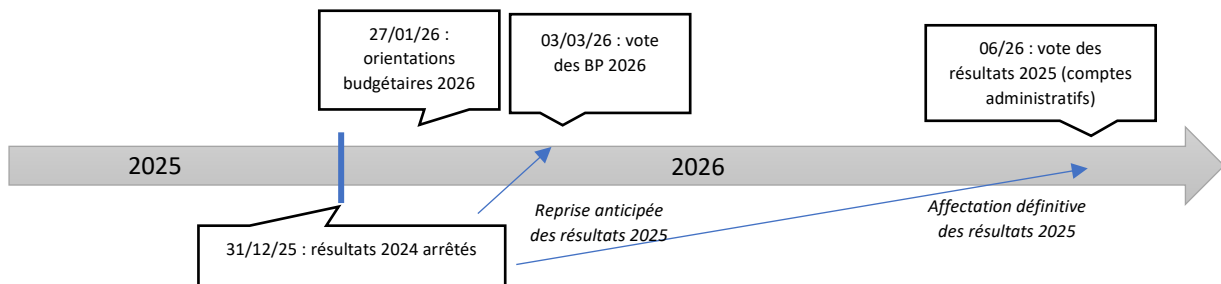 27/01/26 :
orientations
budgétaires 2026
03/03/26 : vote
des BP 2026
06/26 : vote des
résultats 2025 (comptes
administratifs)
2025
2026
31/12/25 : résultats 2024 arrêtés
Reprise anticipée
des résultats 2025
Affectation définitive
des résultats 2025